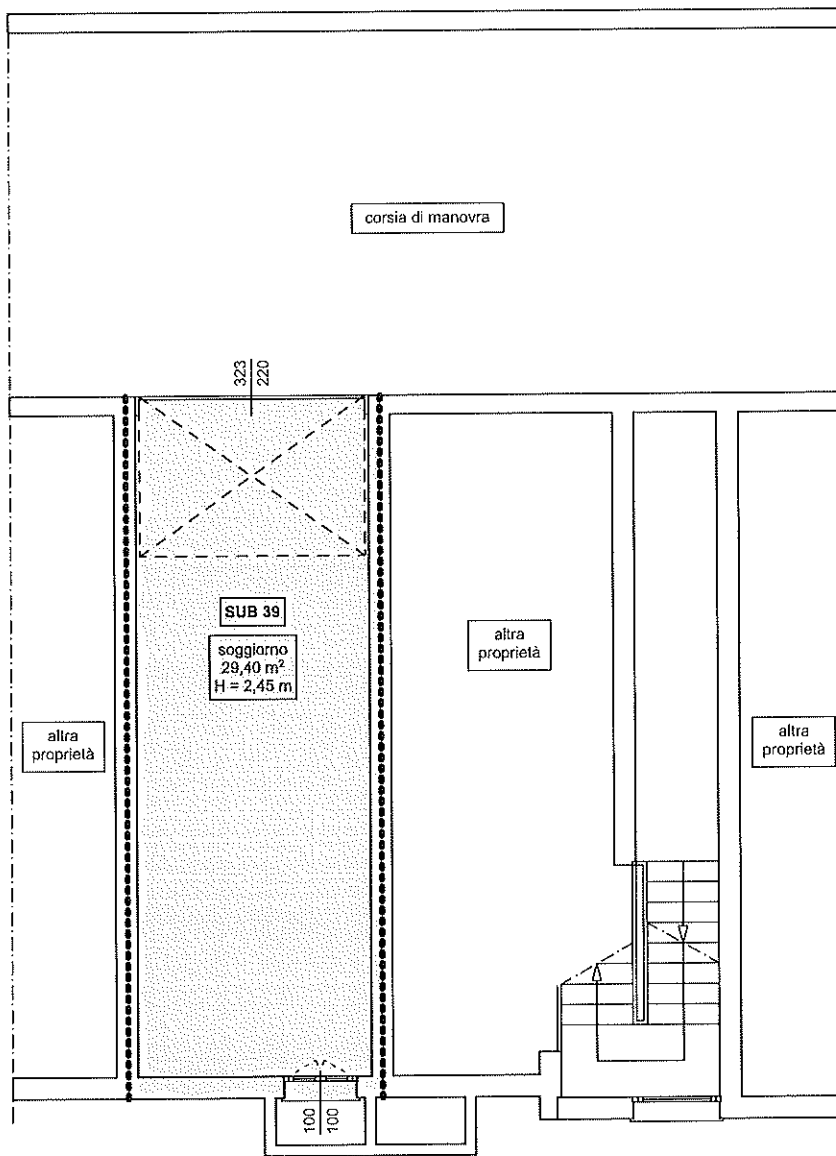 corsia di manovra
323
220
SUB 39
soggiorno
29,40 m²
H = 2,45 m
altra
proprietà
altra
proprietà
altra
proprietà
100
100